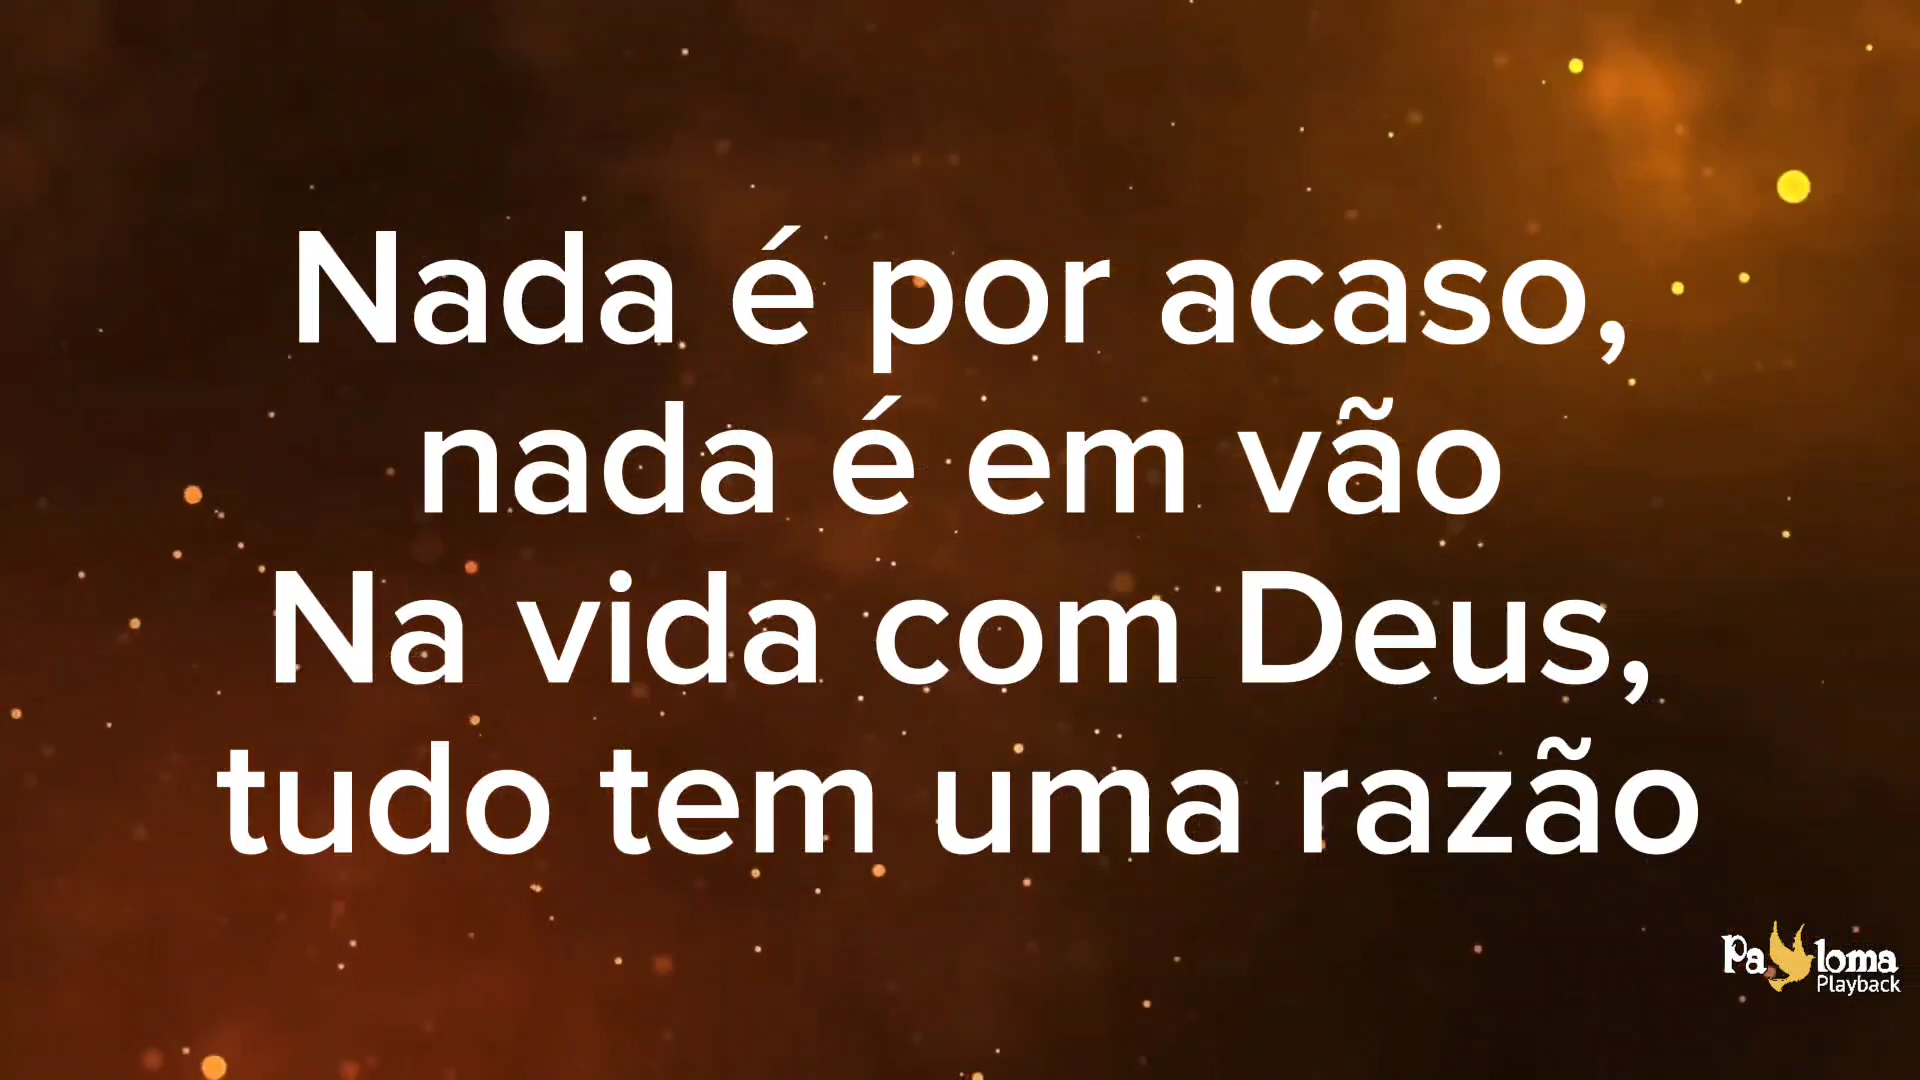 Nada é por acaso,
nada é em vão
Na vida com Deus,
tudo tem uma razão
Paloma
Playback